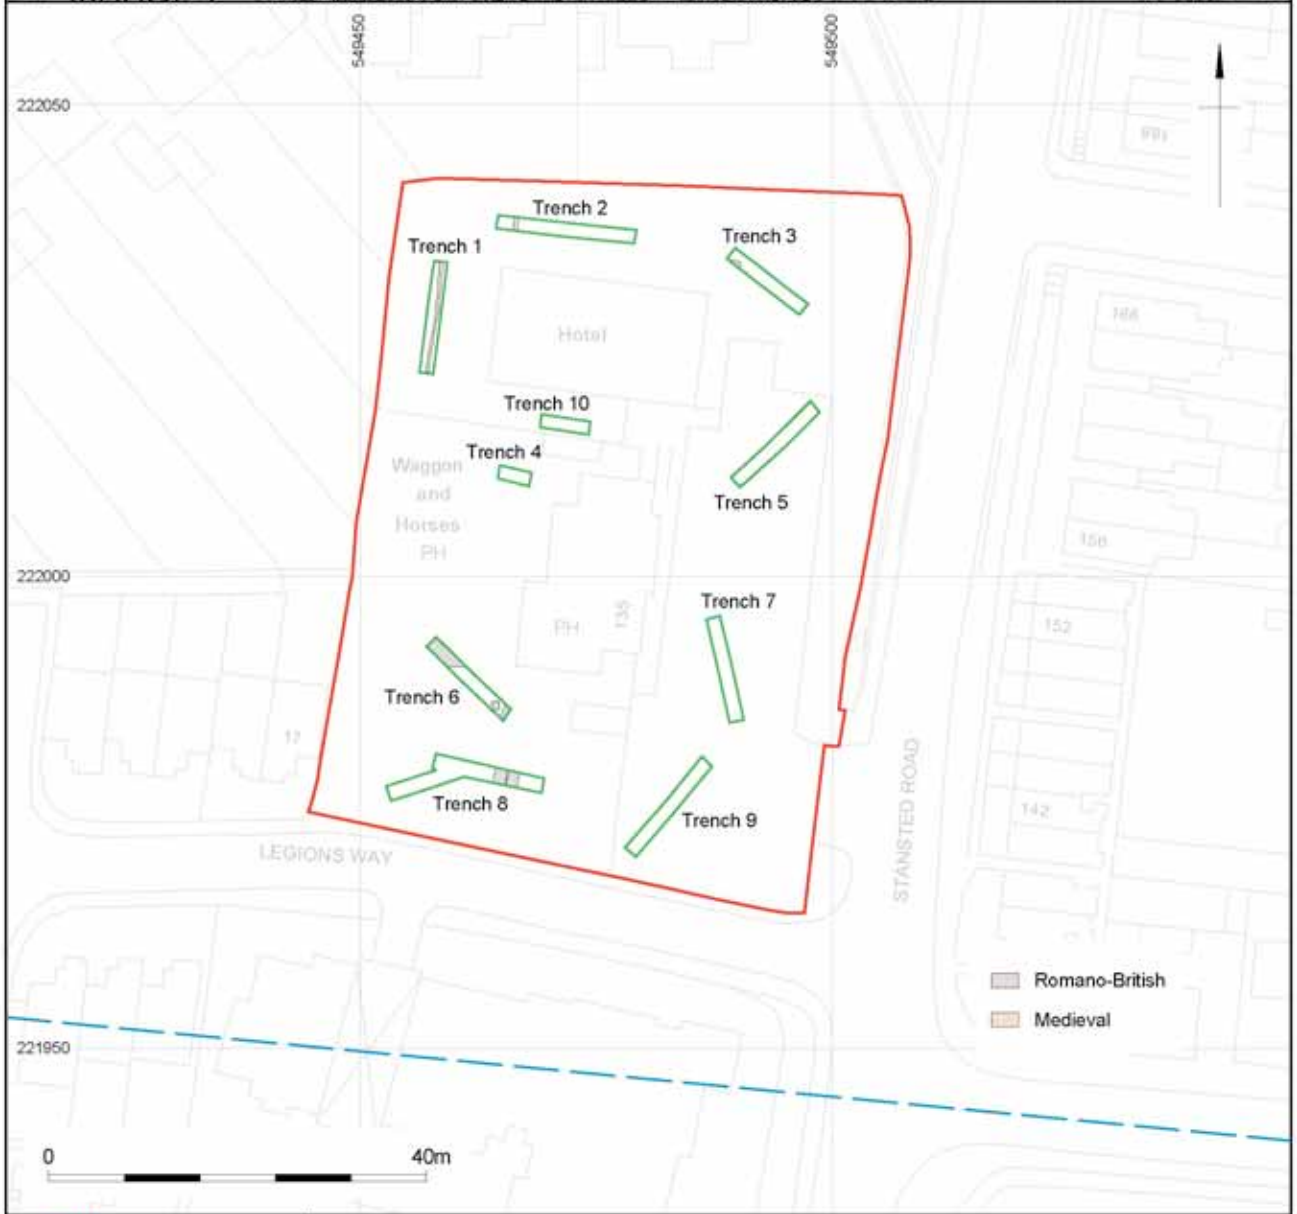 549450
549500
222050
168
Trench 2
Trench 3
Trench 1
166
Hotel
Trench 10
Trench 4
Waggon
and
Horses
PH
Trench 5
156
222000
Trench 7
PH
135
152
Trench 6
17
Trench 8
Trench 9
142
LEGIONS WAY
STANSTED ROAD
Romano-British
Medieval
221950
0
40m